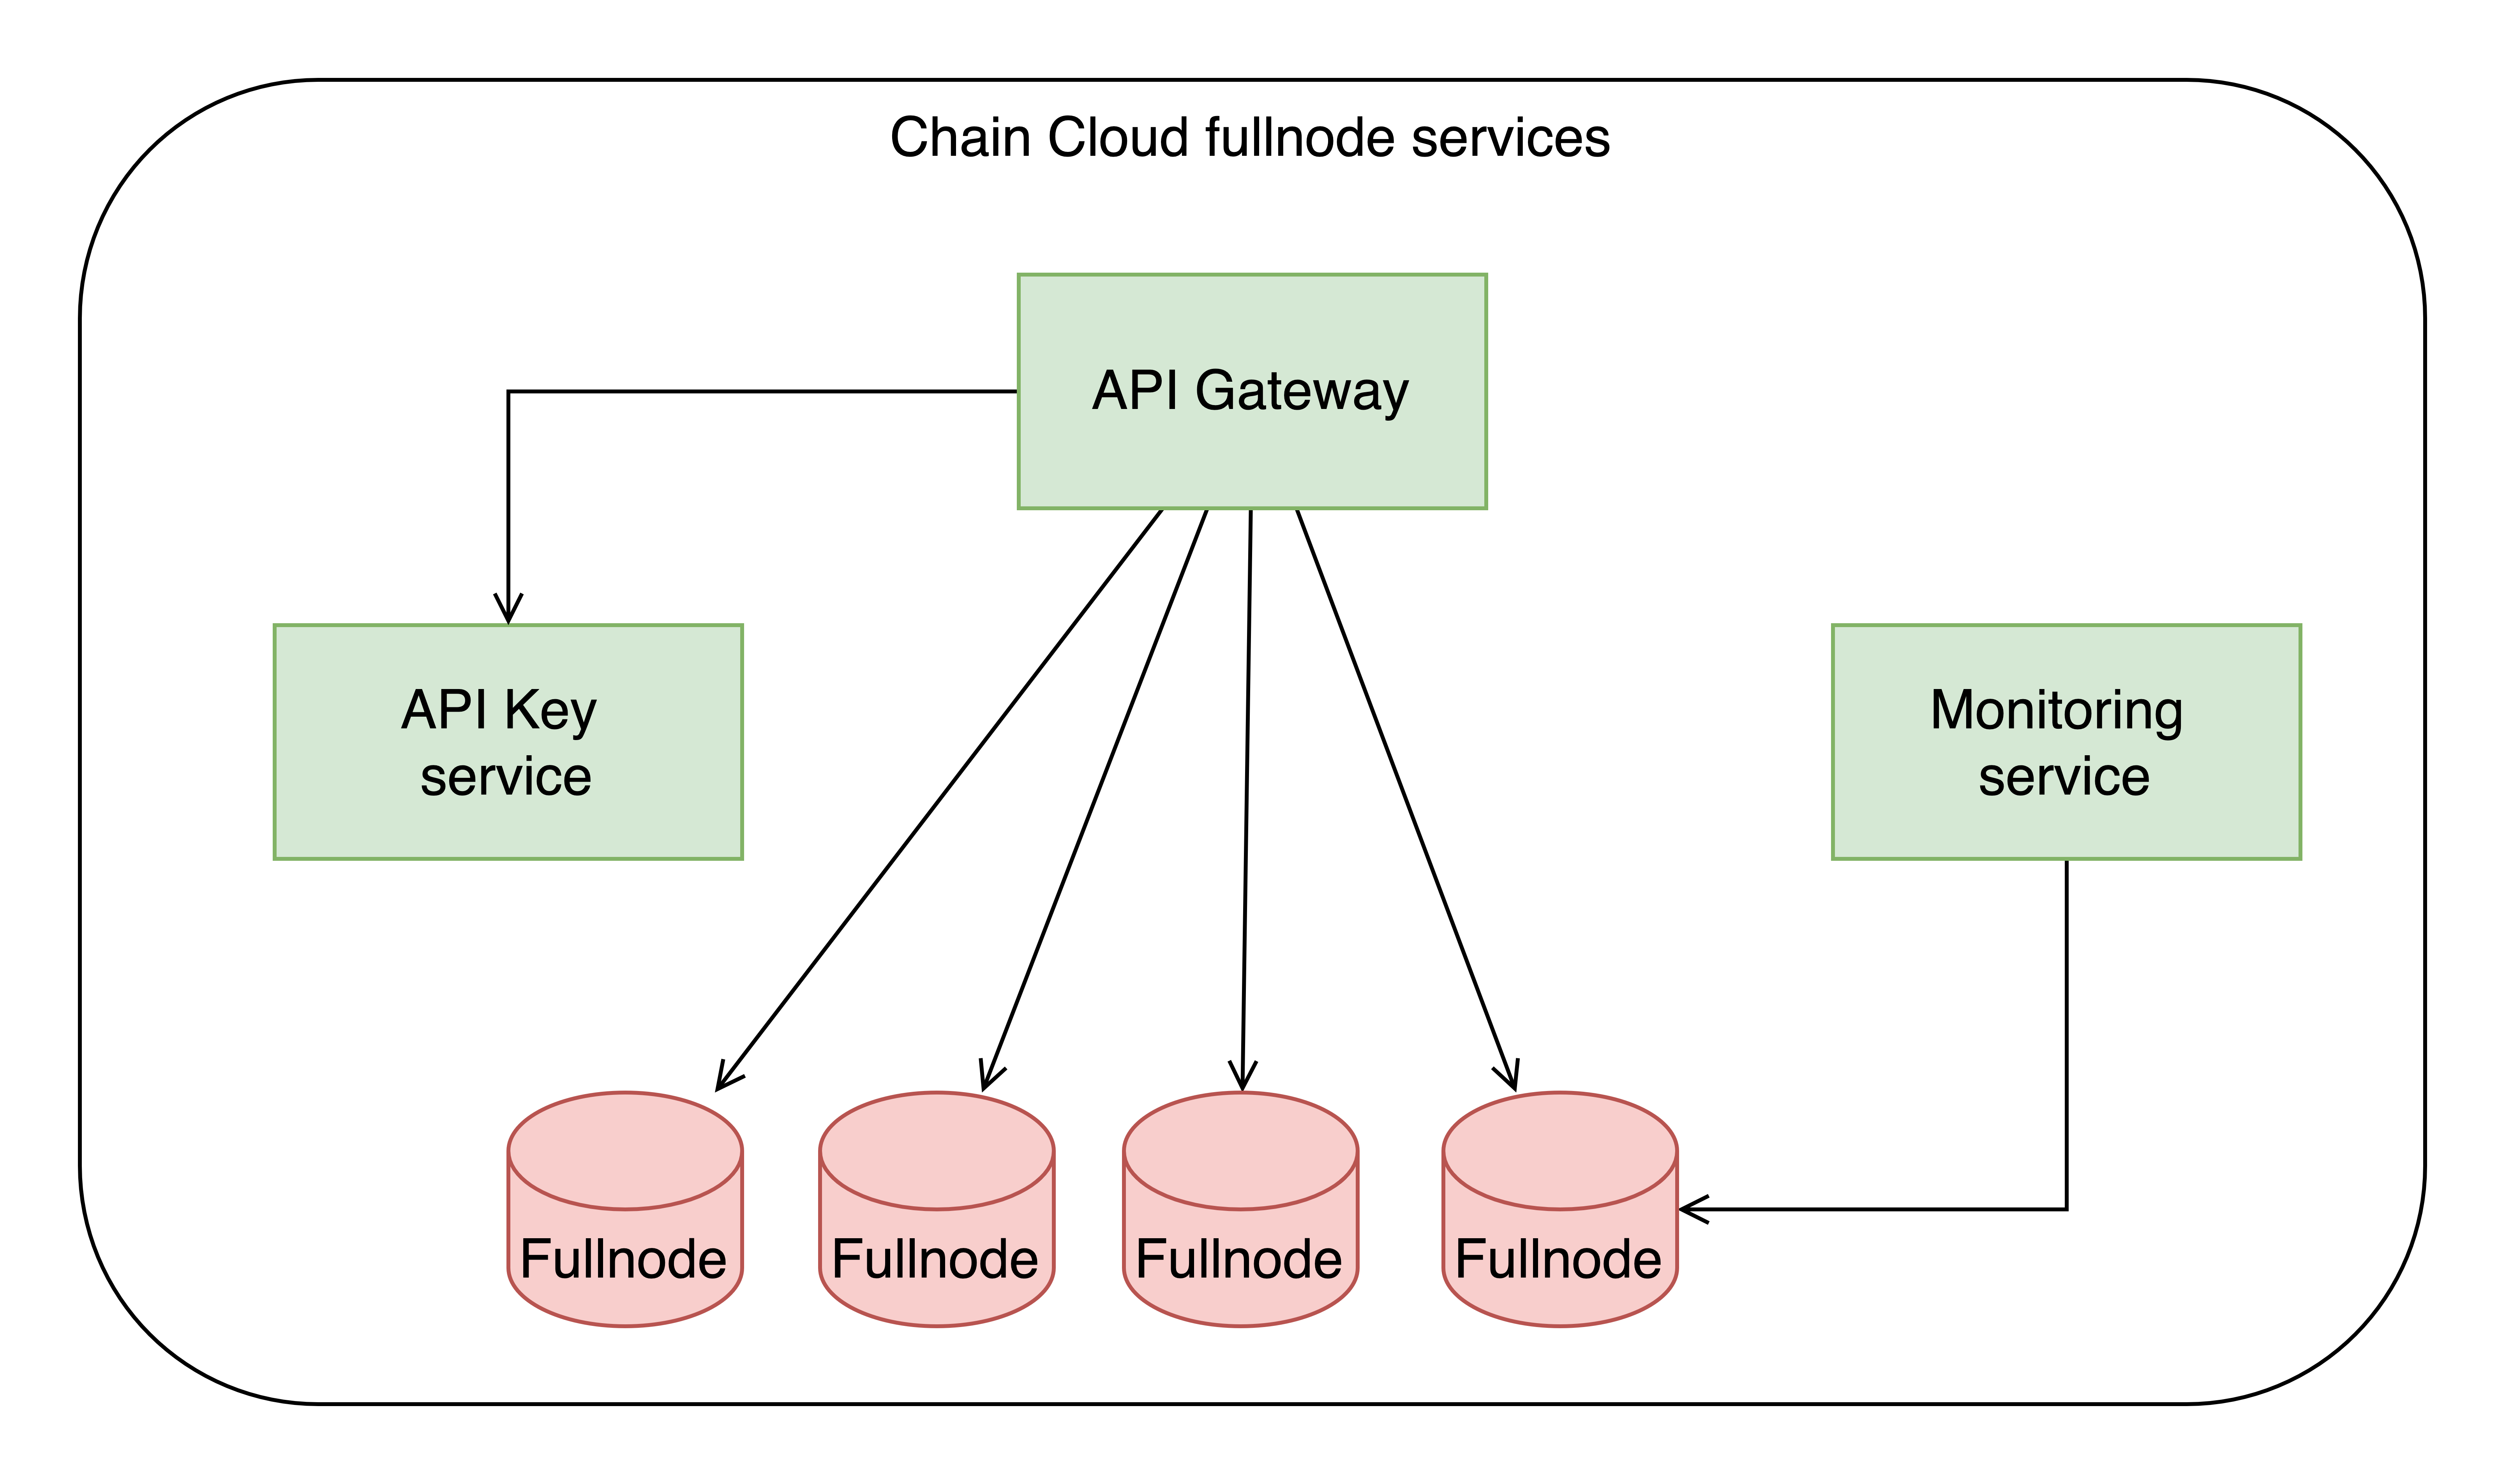 Chain Cloud fullnode services
API Gateway
API Key
service
Monitoring
service
Fullnode
Fullnode
Fullnode
Fullnode